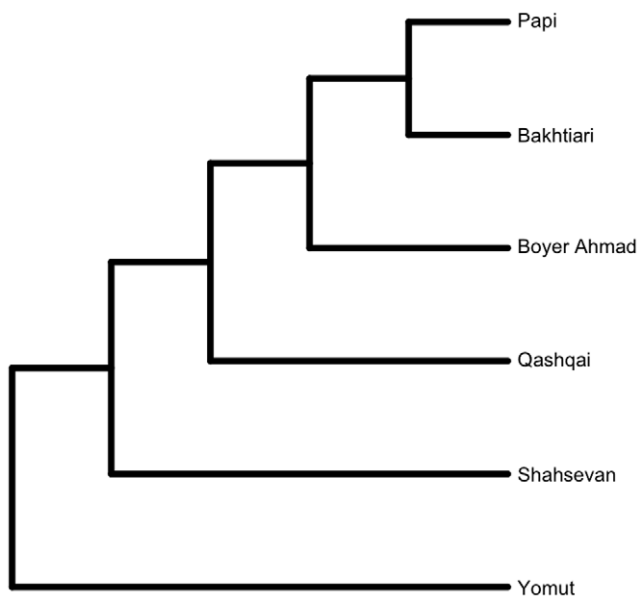 Papi
Bakhtiari
Boyer Ahmad
Qashqai
Shahsevan
Yomut